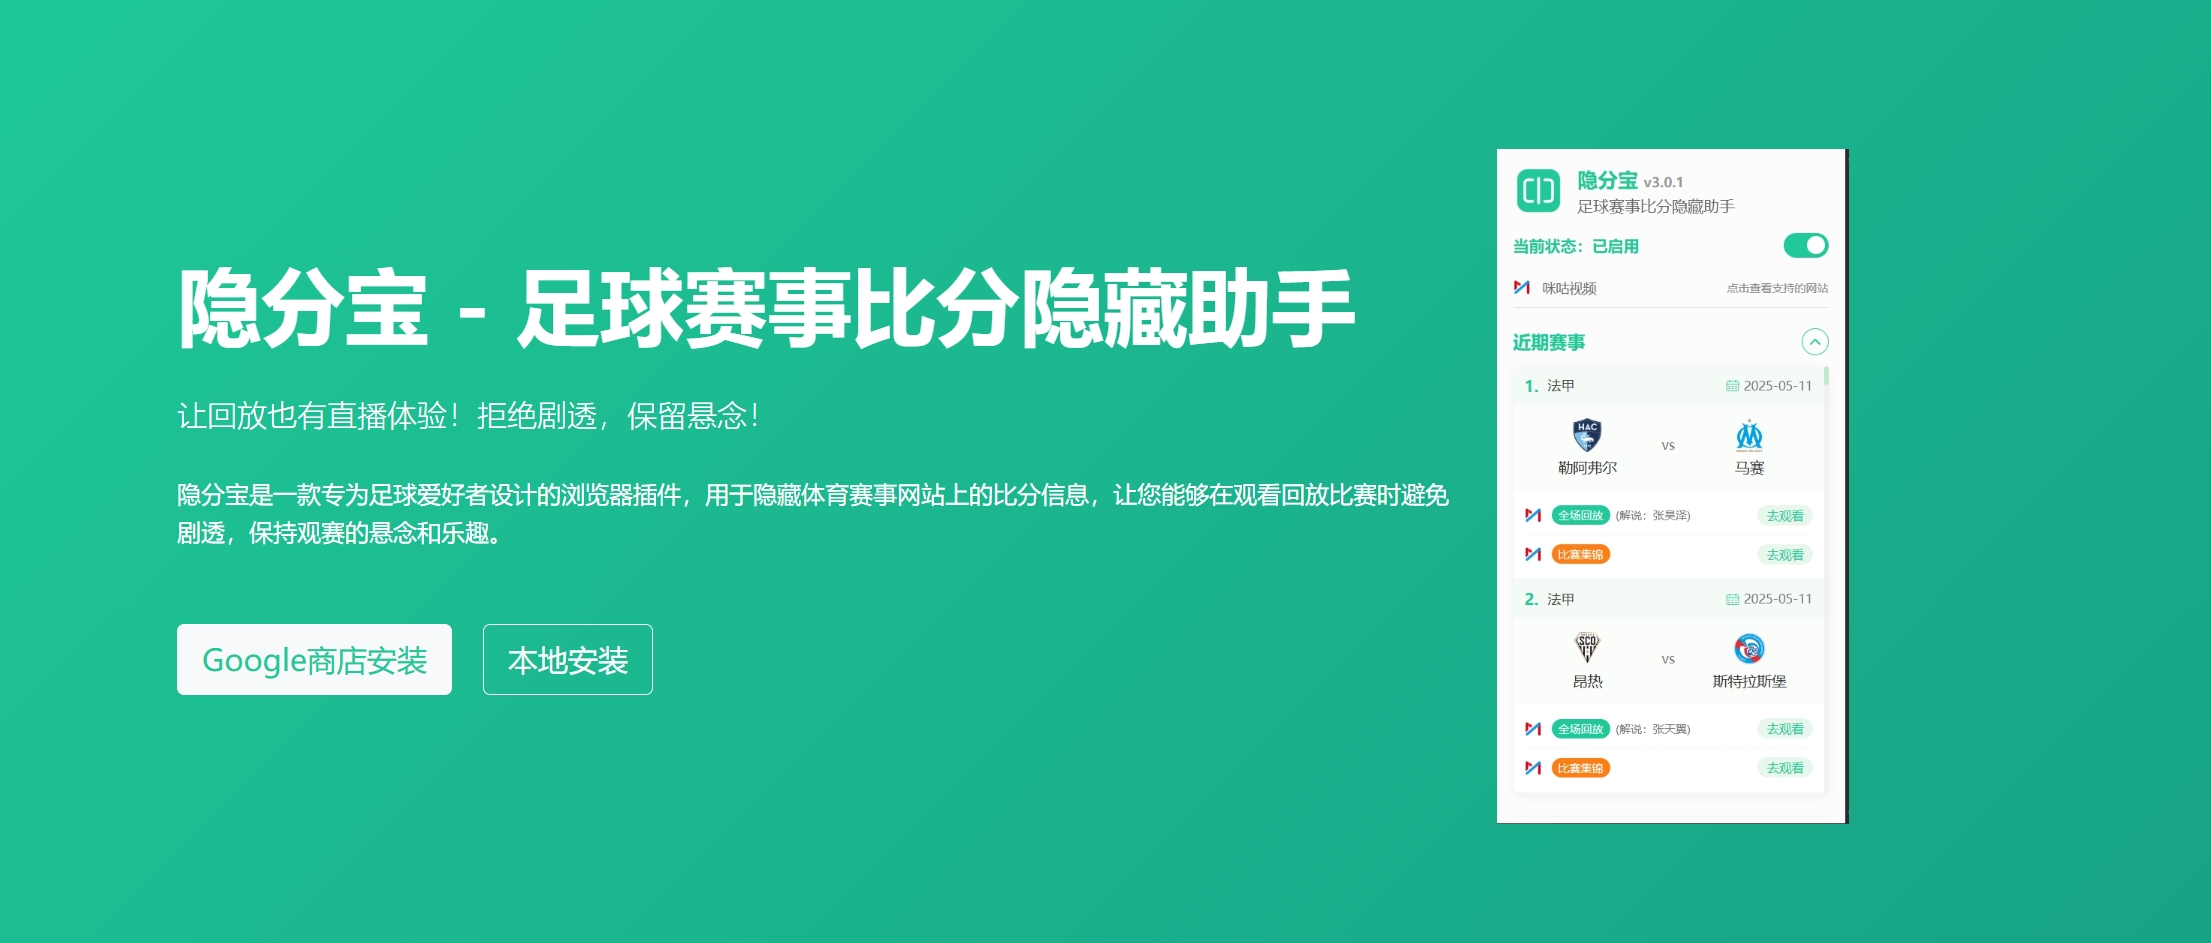 隐分宝 - 足球赛事比分隐藏助手
让回放也有直播体验！拒绝剧透，保留悬念！
隐分宝是一款专为足球爱好者设计的浏览器插件，用于隐藏体育赛事网站上的比分信息，让您能够在观看回放比赛时避免
剧透，保持观赛的悬念和乐趣。
Google商店安装 本地安装
隐分宝 v3.0.1
足球赛事比分隐藏助手
当前状态：已启用
咪咕视频 点击查看支持的网站
近期赛事
1. 法甲 2025-05-11
HAC
vs
勒阿弗尔 马赛
全场回放 (解说：张昊泽) 去观看
比赛集锦 去观看
2. 法甲 2025-05-11
SCO
vs
昂热 斯特拉斯堡
全场回放 (解说：张天翼) 去观看
比赛集锦 去观看